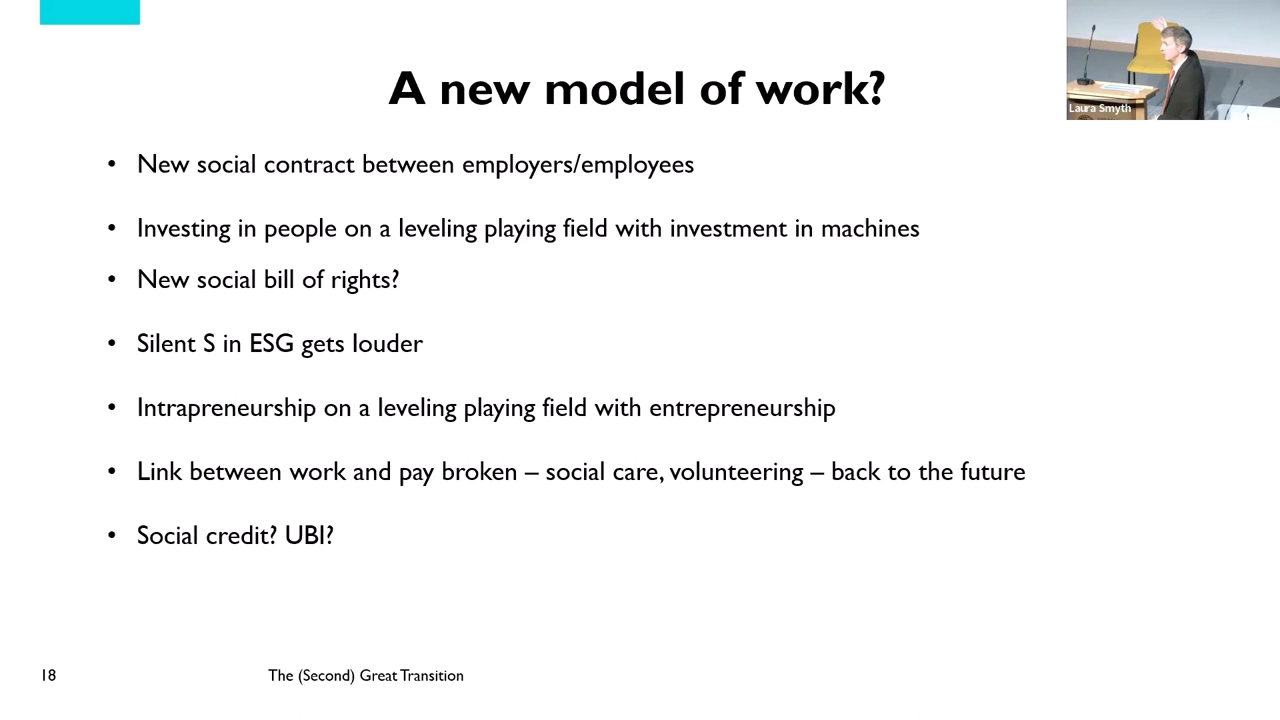 A new model of work?
Laura Smyth
• New social contract between employers/employees
• Investing in people on a leveling playing field with investment in machines
• New social bill of rights?
• Silent S in ESG gets louder
• Intrapreneurship on a leveling playing field with entrepreneurship
• Link between work and pay broken – social care, volunteering – back to the future
• Social credit? UBI?
18
The (Second) Great Transition